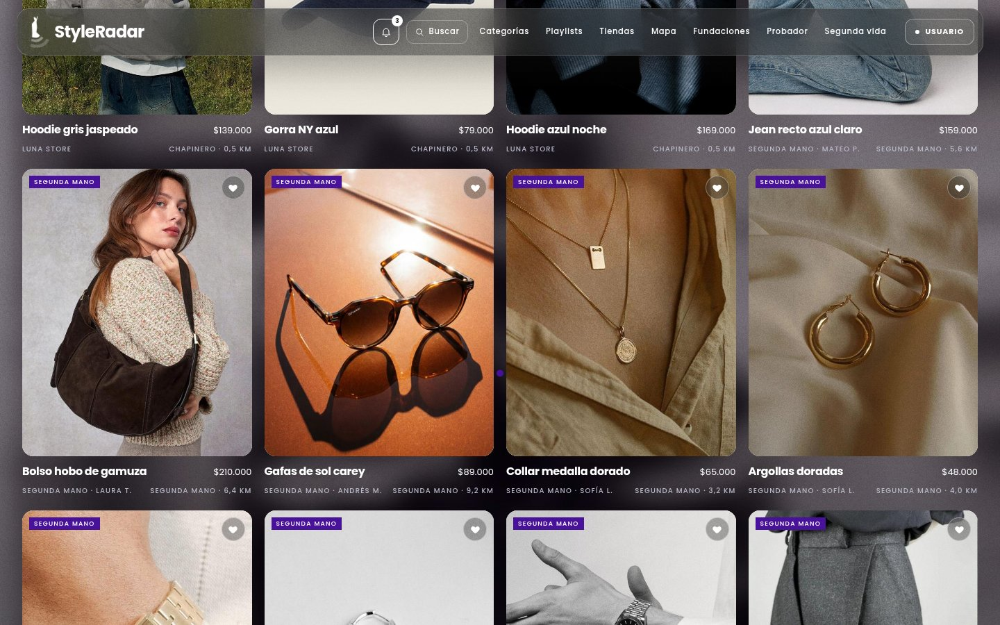 StyleRadar
3
Buscar
Categorías
Playlists
Tiendas
Mapa
Fundaciones
Probador
Segunda vida
USUARIO
Hoodie gris jaspeado $139.000
LUNA STORE CHAPINERO · 0,5 KM
Gorra NY azul $79.000
LUNA STORE CHAPINERO · 0,5 KM
Hoodie azul noche $169.000
LUNA STORE CHAPINERO · 0,5 KM
Jean recto azul claro $159.000
SEGUNDA MANO · MATEO P. SEGUNDA MANO · 5,6 KM
SEGUNDA MANO
Bolso hobo de gamuza $210.000
SEGUNDA MANO · LAURA T. SEGUNDA MANO · 6,4 KM
SEGUNDA MANO
Gafas de sol carey $89.000
SEGUNDA MANO · ANDRÉS M. SEGUNDA MANO · 9,2 KM
SEGUNDA MANO
Collar medalla dorado $65.000
SEGUNDA MANO · SOFÍA L. SEGUNDA MANO · 3,2 KM
SEGUNDA MANO
Argollas doradas $48.000
SEGUNDA MANO · SOFÍA L. SEGUNDA MANO · 4,0 KM
SEGUNDA MANO
SEGUNDA MANO
SEGUNDA MANO
SEGUNDA MANO